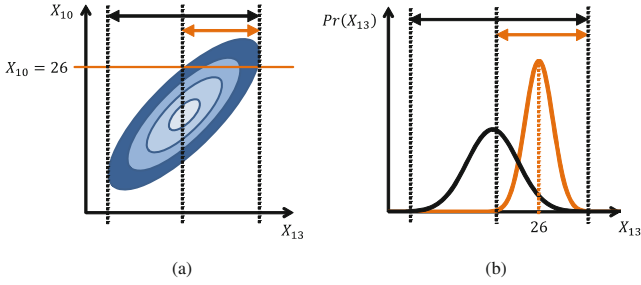 X₁₀
X₁₀ = 26
X₁₃
(a)
Pr(X₁₃)
26
X₁₃
(b)